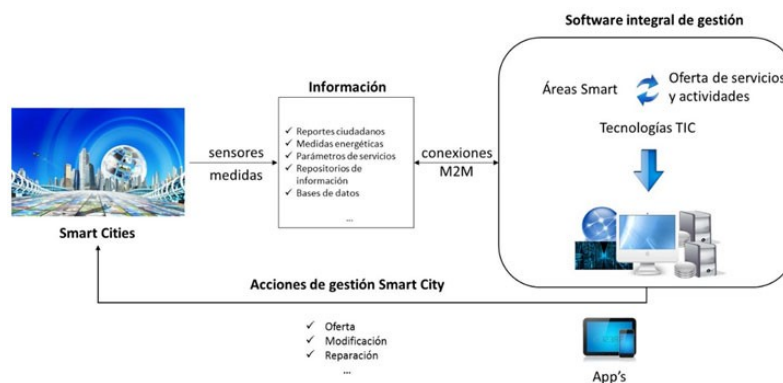 Software integral de gestión
Áreas Smart
Oferta de servicios
y actividades
Tecnologías TIC
Información
✓ Reportes ciudadanos
✓ Medidas energéticas
✓ Parámetros de servicios
✓ Repositorios de
información
✓ Bases de datos
...
sensores
medidas
conexiones
M2M
Smart Cities
Acciones de gestión Smart City
✓ Oferta
✓ Modificación
✓ Reparación
...
App's